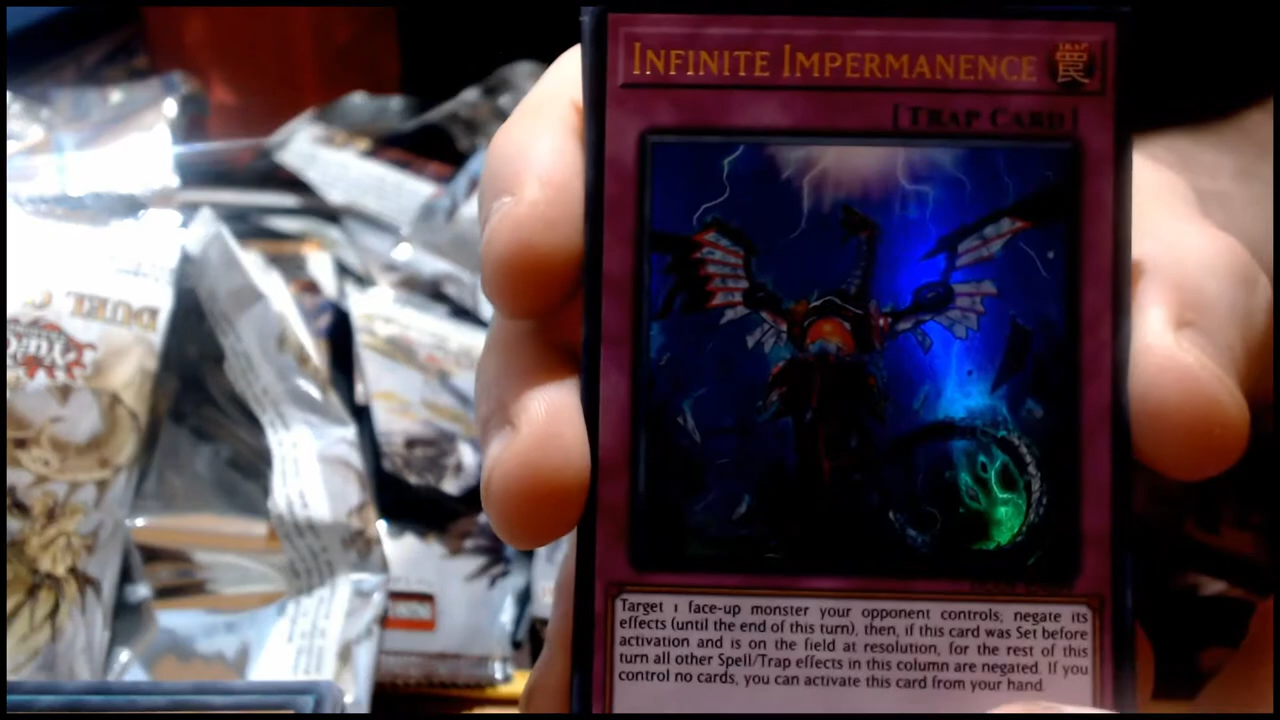 INFINITE IMPERMANENCE
[TRAP CARD]
Target 1 face-up monster your opponent controls; negate its
effects (until the end of this turn), then, if this card was Set before
activation and is on the field at resolution, for the rest of this
turn all other Spell/Trap effects in this column are negated. If you
control no cards, you can activate this card from your hand.
DUEL